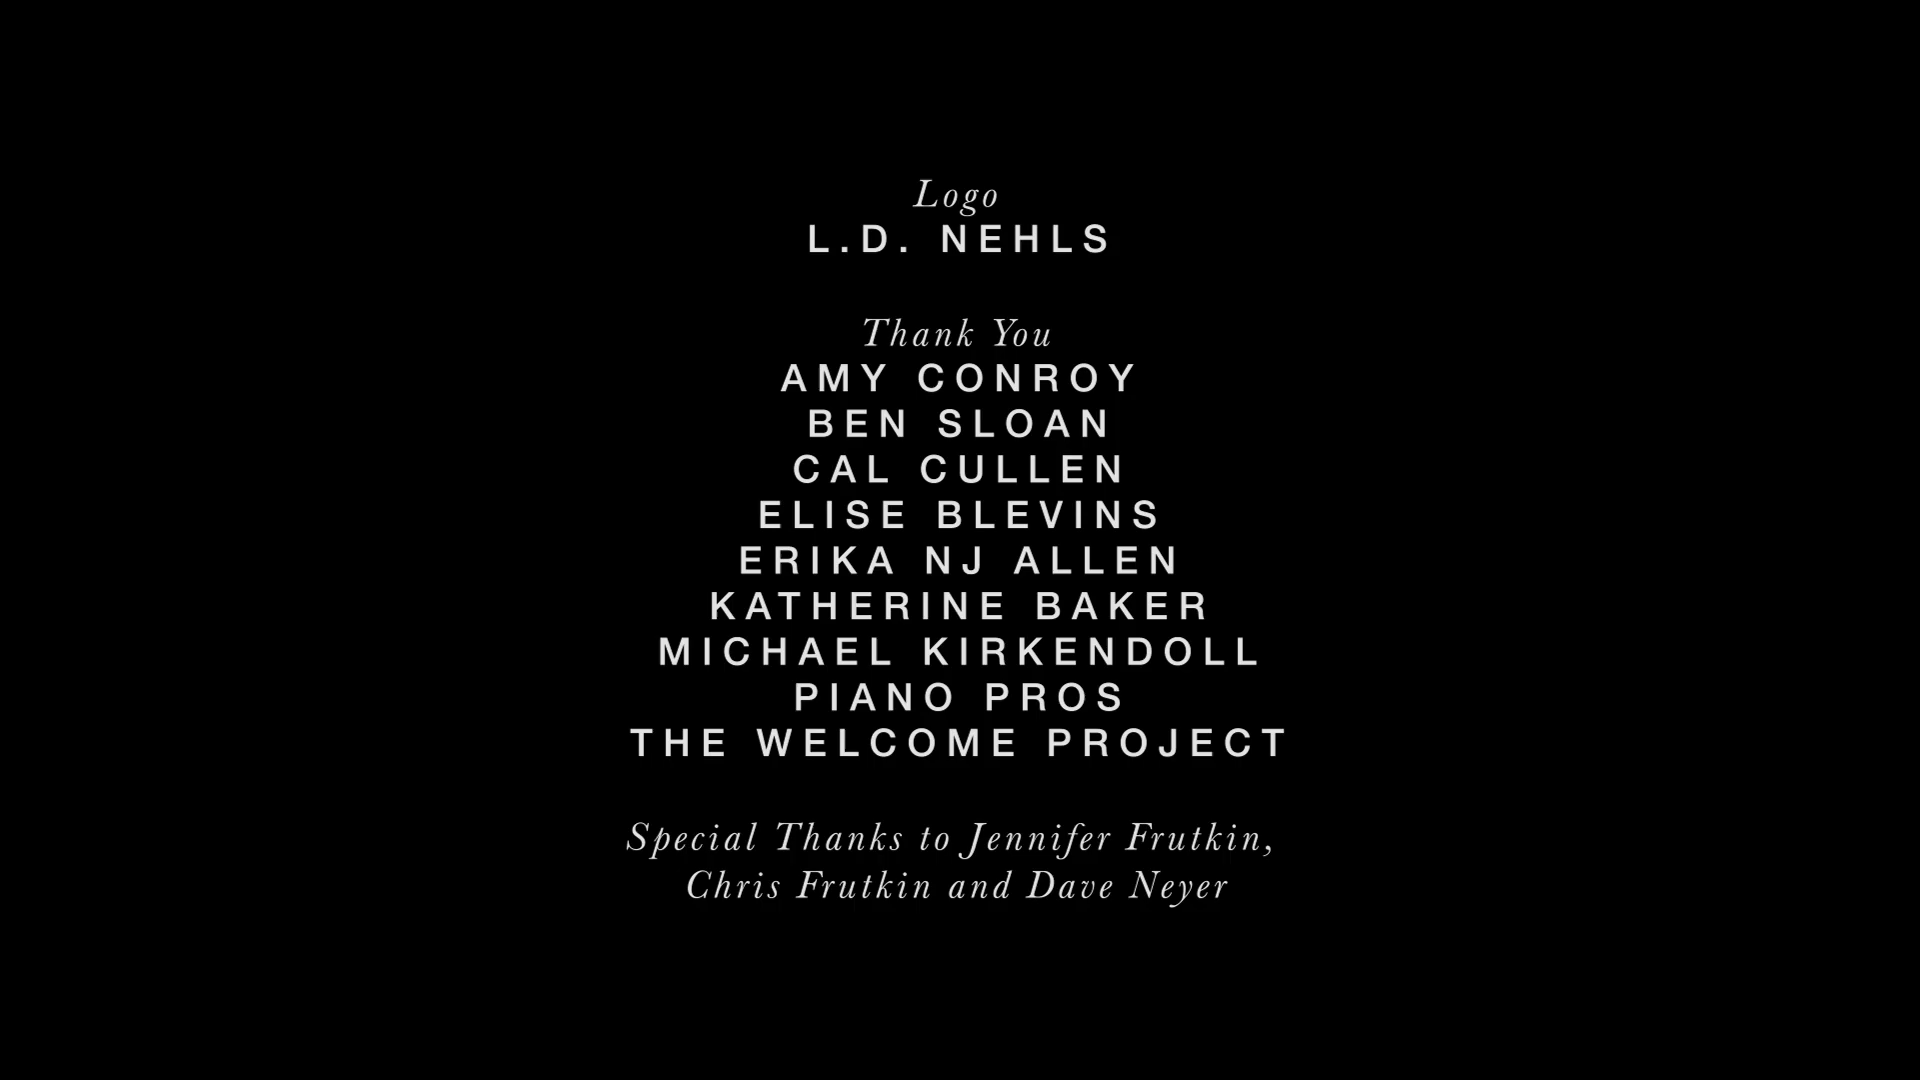 Logo
L.D. NEHLS
Thank You
AMY CONROY
BEN SLOAN
CAL CULLEN
ELISE BLEVINS
ERIKA NJ ALLEN
KATHERINE BAKER
MICHAEL KIRKENDOLL
PIANO PROS
THE WELCOME PROJECT
Special Thanks to Jennifer Frutkin,
Chris Frutkin and Dave Neyer